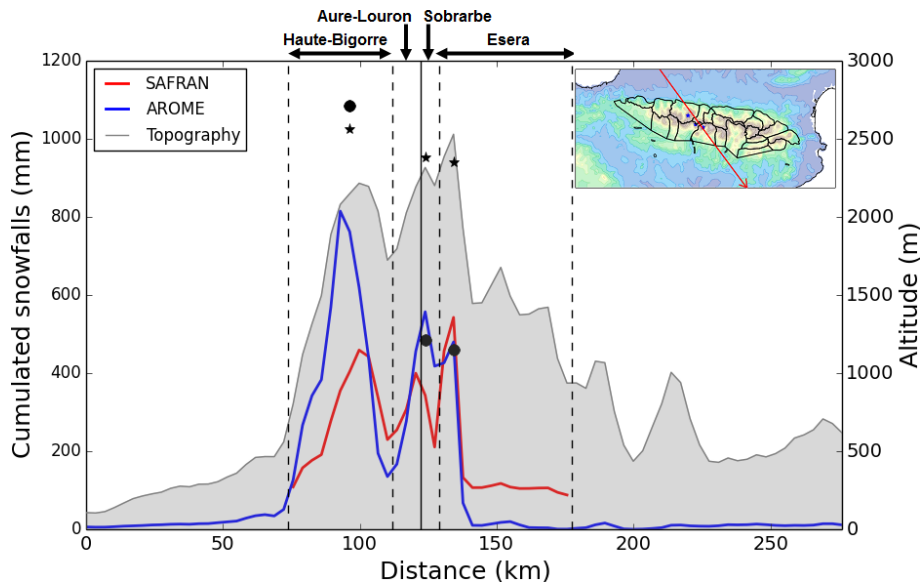 Aure-Louron Sobrarbe
Haute-Bigorre Esera
1200 3000
SAFRAN
AROME
Topography
1000 2500
800 2000
600 1500
400 1000
200 500
0 0
0 50 100 150 200 250
Cumulated snowfalls (mm)
Altitude (m)
Distance (km)